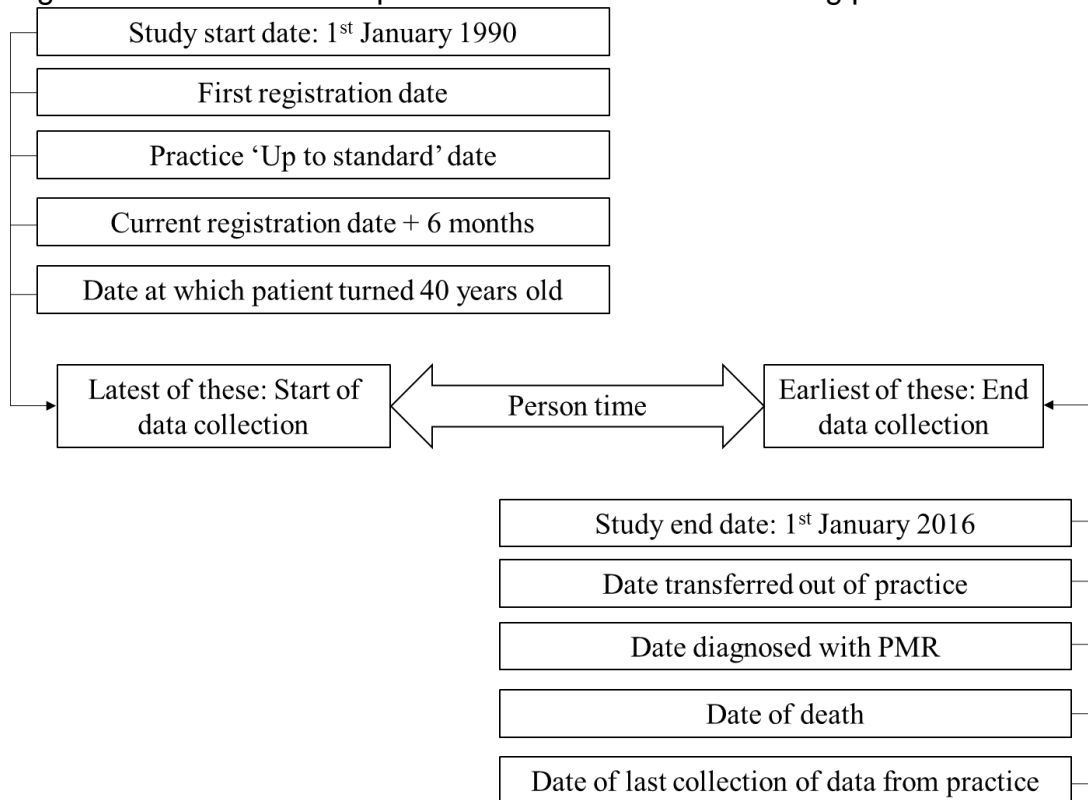 Study start date: 1st January 1990
First registration date
Practice ‘Up to standard’ date
Current registration date + 6 months
Date at which patient turned 40 years old
Latest of these: Start of
data collection
Person time
Earliest of these: End
data collection
Study end date: 1st January 2016
Date transferred out of practice
Date diagnosed with PMR
Date of death
Date of last collection of data from practice